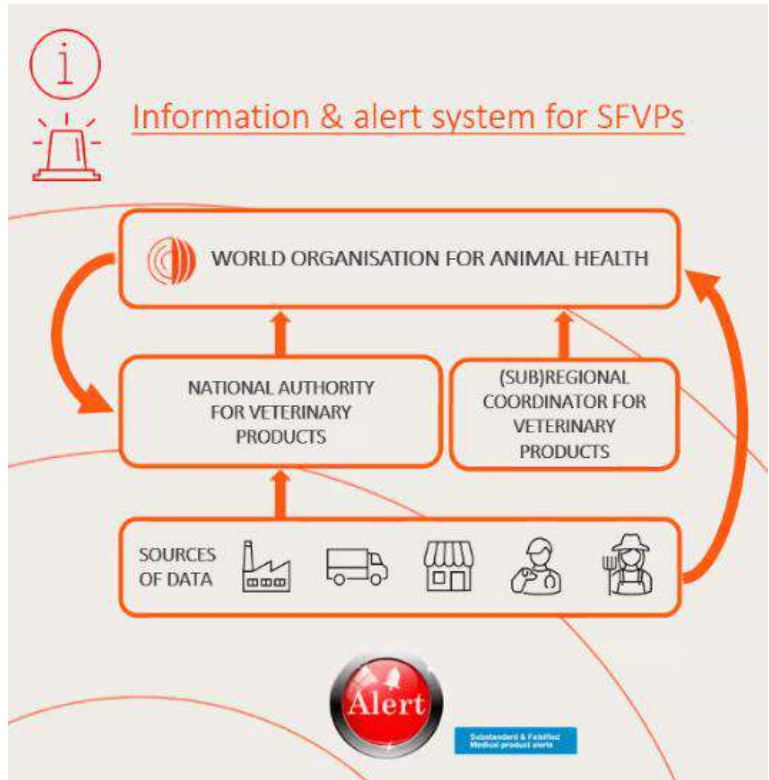 Information & alert system for SFVPs
WORLD ORGANISATION FOR ANIMAL HEALTH
NATIONAL AUTHORITY
FOR VETERINARY
PRODUCTS
(SUB)REGIONAL
COORDINATOR FOR
VETERINARY
PRODUCTS
SOURCES
OF DATA
Alert
Substandard & Falsified
Medical product alerts